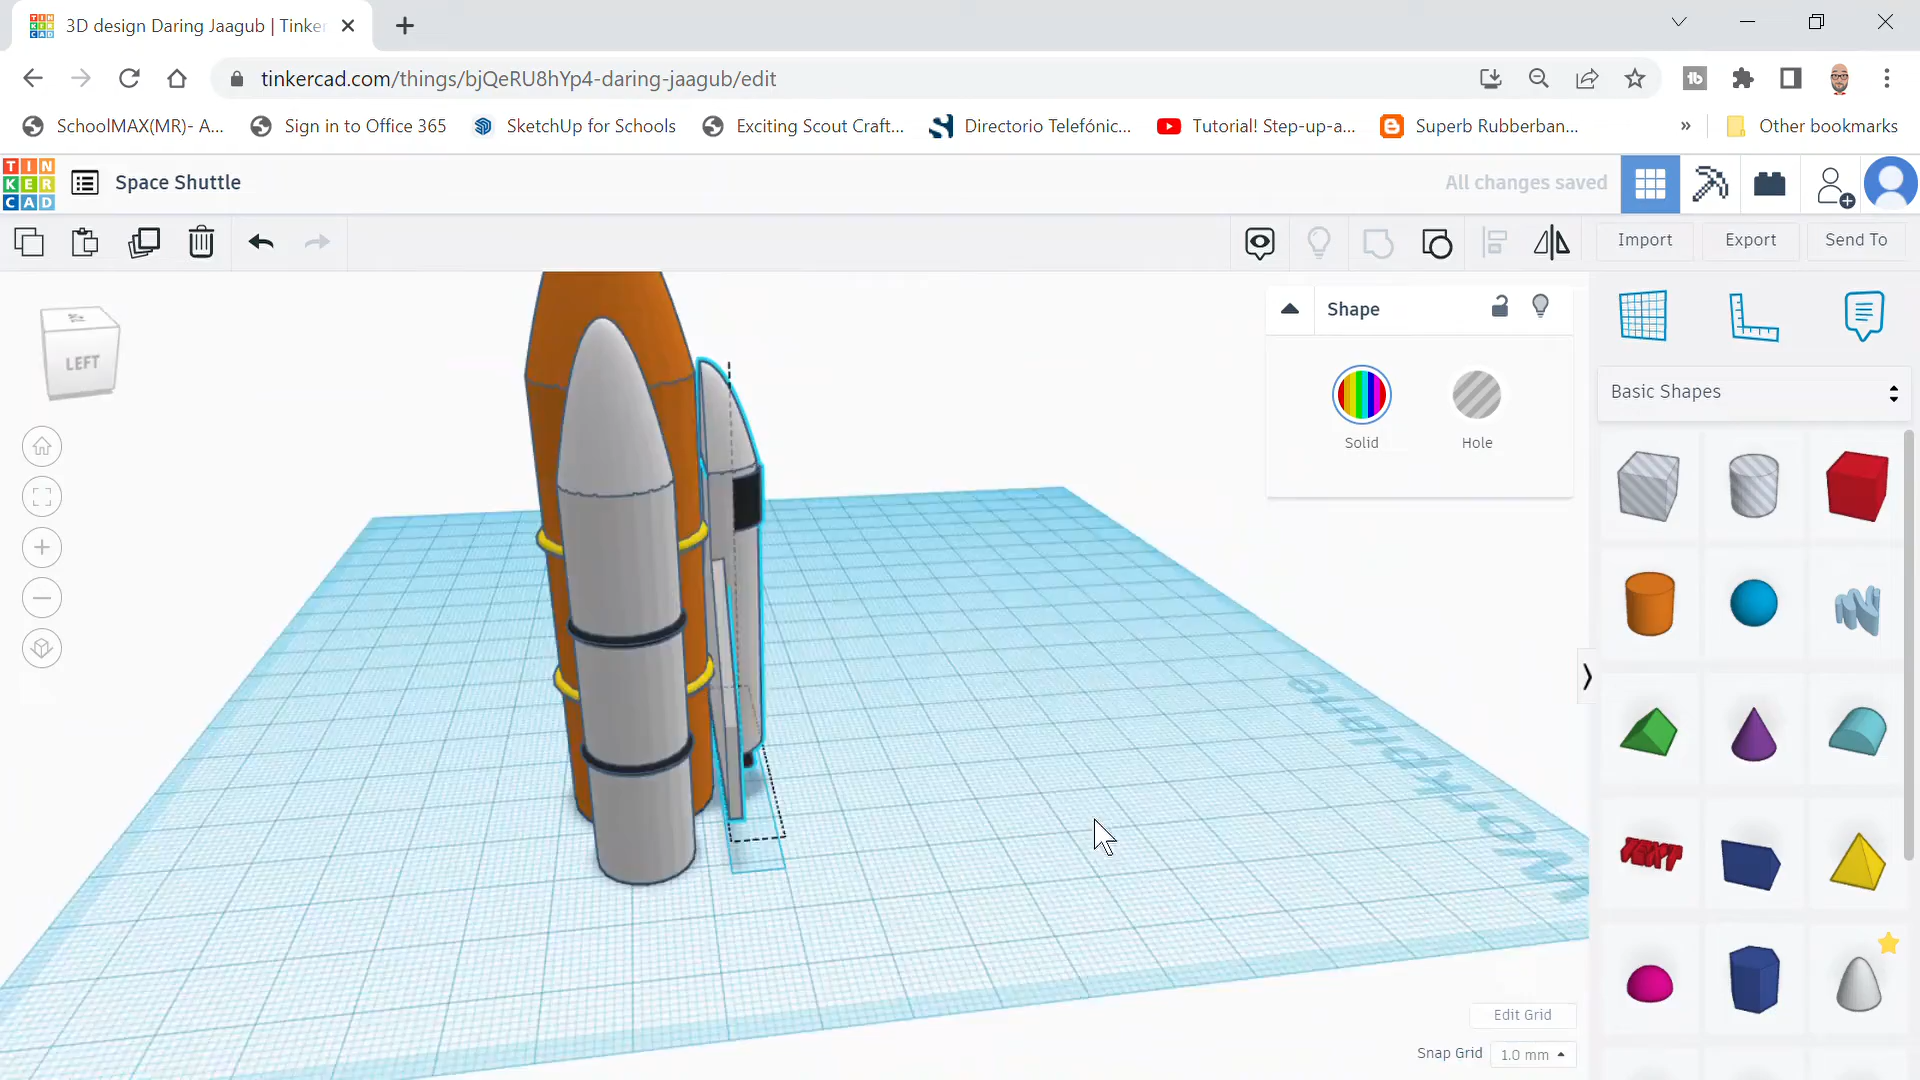 3D design Daring Jaagub | Tinker
tinkercad.com/things/bjQeRU8hYp4-daring-jaagub/edit
SchoolMAX(MR)- A...
Sign in to Office 365
SketchUp for Schools
Exciting Scout Craft...
Directorio Telefónic...
Tutorial! Step-up-a...
Superb Rubberban...
»
Other bookmarks
TIN
KER
CAD
Space Shuttle
All changes saved
Import
Export
Send To
LEFT
Shape
Solid
Hole
Basic Shapes
TEXT
Workplane
Edit Grid
Snap Grid
1.0 mm